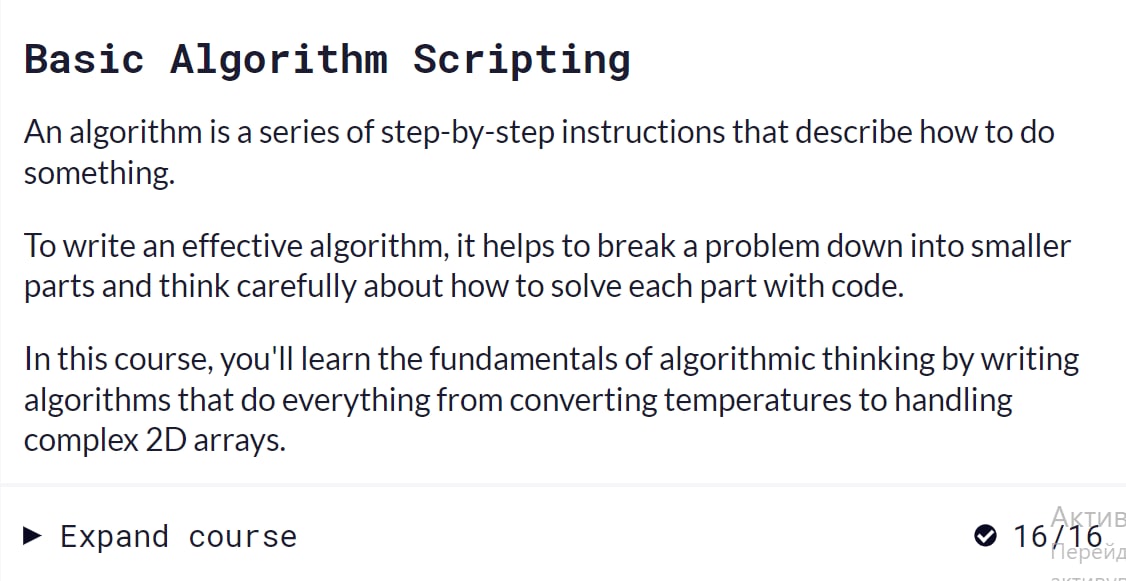 Basic Algorithm Scripting
An algorithm is a series of step-by-step instructions that describe how to do
something.
To write an effective algorithm, it helps to break a problem down into smaller
parts and think carefully about how to solve each part with code.
In this course, you'll learn the fundamentals of algorithmic thinking by writing
algorithms that do everything from converting temperatures to handling
complex 2D arrays.
Expand course
16/16
Актив
Перейд